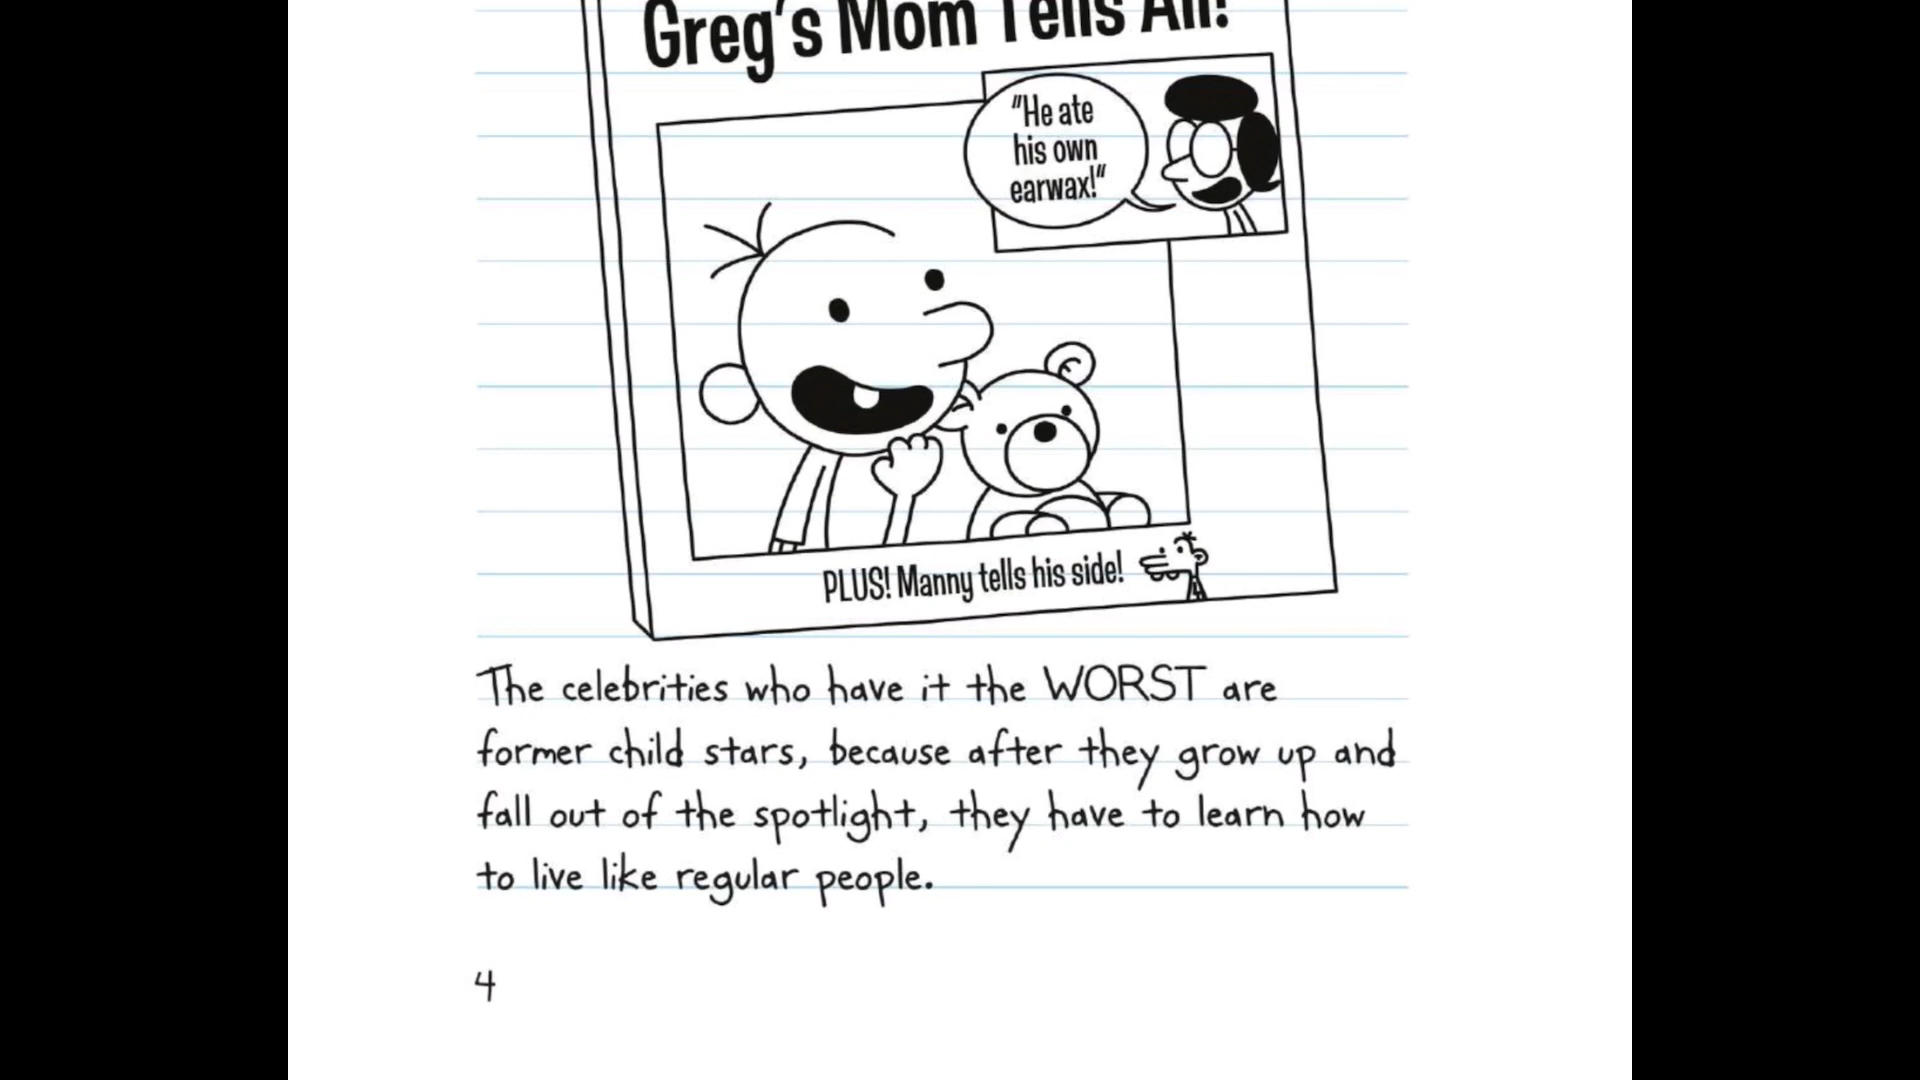 Greg's Mom Tells All!
"He ate
his own
earwax!"
PLUS! Manny tells his side!
The celebrities who have it the WORST are
former child stars, because after they grow up and
fall out of the spotlight, they have to learn how
to live like regular people.
4